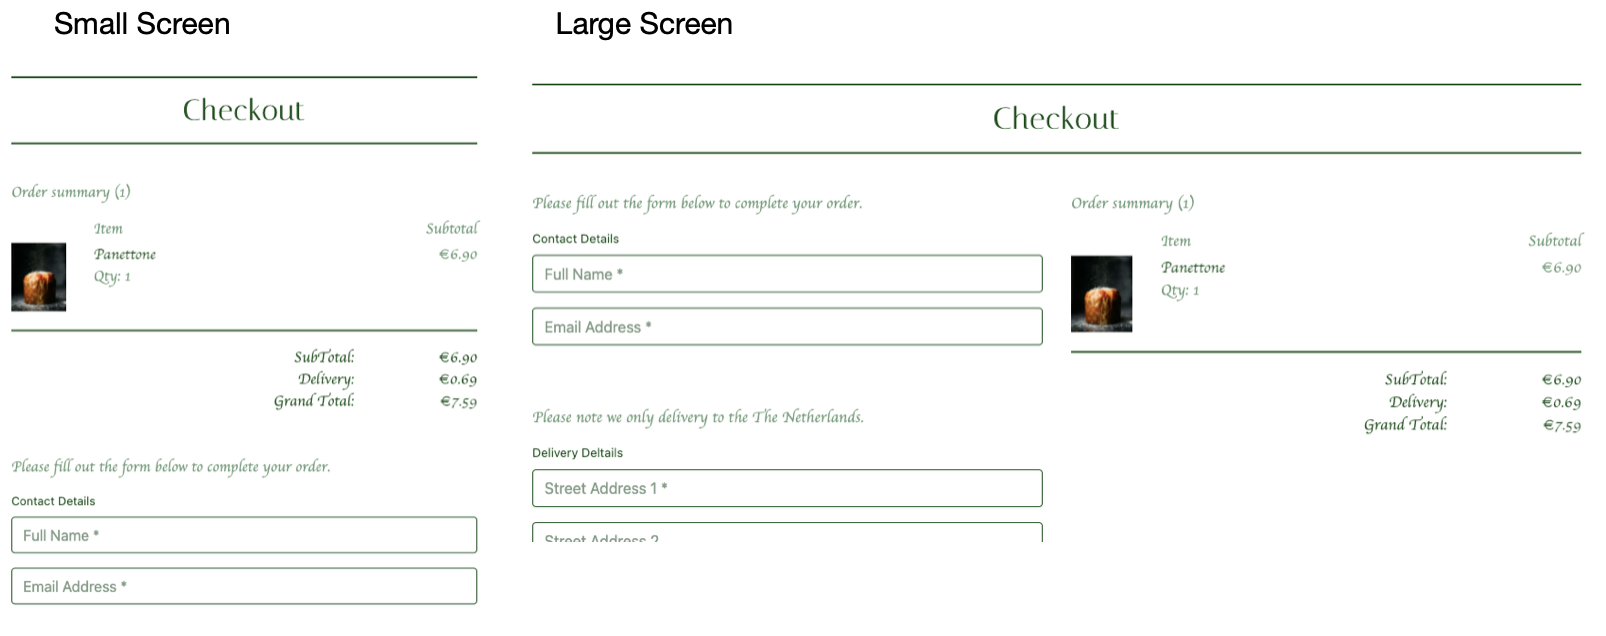 Small Screen
Checkout
Order summary (1)
Item Subtotal
Panettone €6.90
Qty: 1
SubTotal: €6.90
Delivery: €0.69
Grand Total: €7.59
Please fill out the form below to complete your order.
Contact Details
Full Name *
Email Address *
Large Screen
Checkout
Please fill out the form below to complete your order.
Contact Details
Full Name *
Email Address *
Please note we only delivery to the The Netherlands.
Delivery Deltails
Street Address 1 *
Street Address 2
Order summary (1)
Item Subtotal
Panettone €6.90
Qty: 1
SubTotal: €6.90
Delivery: €0.69
Grand Total: €7.59